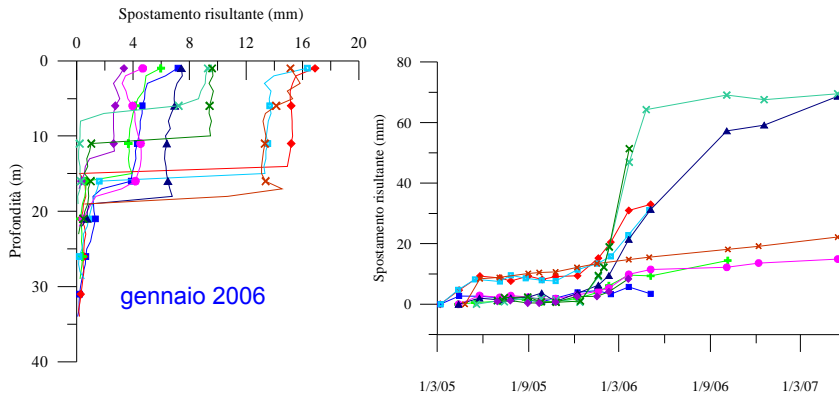 Spostamento risultante (mm)
0 4 8 12 16 20
0
10
20
30
40
Profondità (m)
gennaio 2006
80
60
40
20
0
Spostamento risultante (mm)
1/3/05 1/9/05 1/3/06 1/9/06 1/3/07